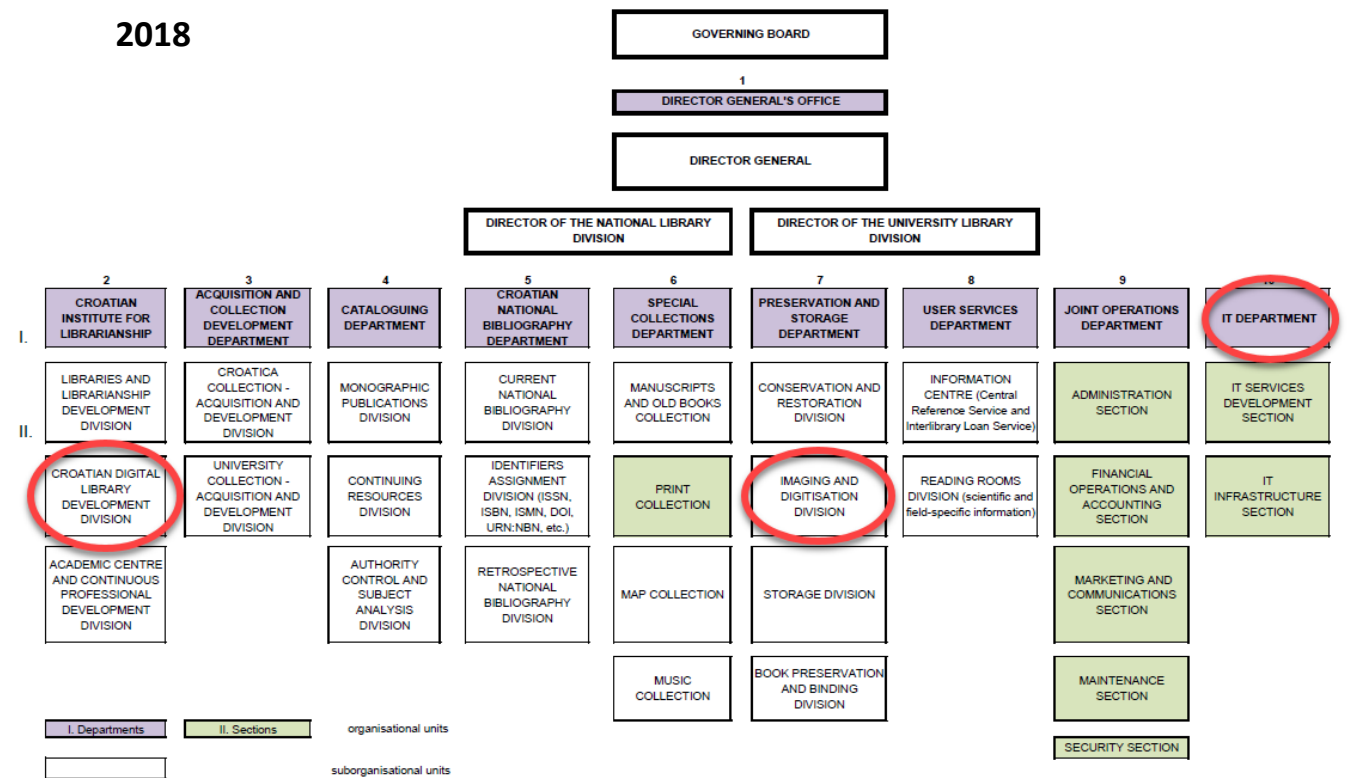 2018
GOVERNING BOARD
1
DIRECTOR GENERAL'S OFFICE
DIRECTOR GENERAL
DIRECTOR OF THE NATIONAL LIBRARY
DIVISION
DIRECTOR OF THE UNIVERSITY LIBRARY
DIVISION
2
CROATIAN
INSTITUTE FOR
LIBRARIANSHIP
3
ACQUISITION AND
COLLECTION
DEVELOPMENT
DEPARTMENT
4
CATALOGUING
DEPARTMENT
5
CROATIAN
NATIONAL
BIBLIOGRAPHY
DEPARTMENT
6
SPECIAL
COLLECTIONS
DEPARTMENT
7
PRESERVATION AND
STORAGE
DEPARTMENT
8
USER SERVICES
DEPARTMENT
9
JOINT OPERATIONS
DEPARTMENT
10
IT DEPARTMENT
I.
LIBRARIES AND
LIBRARIANSHIP
DEVELOPMENT
DIVISION
CROATICA
COLLECTION -
ACQUISITION AND
DEVELOPMENT
DIVISION
MONOGRAPHIC
PUBLICATIONS
DIVISION
CURRENT
NATIONAL
BIBLIOGRAPHY
DIVISION
MANUSCRIPTS
AND OLD BOOKS
COLLECTION
CONSERVATION AND
RESTORATION
DIVISION
INFORMATION
CENTRE (Central
Reference Service and
Interlibrary Loan Service)
ADMINISTRATION
SECTION
IT SERVICES
DEVELOPMENT
SECTION
II.
CROATIAN DIGITAL
LIBRARY
DEVELOPMENT
DIVISION
UNIVERSITY
COLLECTION -
ACQUISITION AND
DEVELOPMENT
DIVISION
CONTINUING
RESOURCES
DIVISION
IDENTIFIERS
ASSIGNMENT
DIVISION (ISSN,
ISBN, ISMN, DOI,
URN:NBN, etc.)
PRINT
COLLECTION
IMAGING AND
DIGITISATION
DIVISION
READING ROOMS
DIVISION (scientific and
field-specific information)
FINANCIAL
OPERATIONS AND
ACCOUNTING
SECTION
IT
INFRASTRUCTURE
SECTION
ACADEMIC CENTRE
AND CONTINUOUS
PROFESSIONAL
DEVELOPMENT
DIVISION
AUTHORITY
CONTROL AND
SUBJECT
ANALYSIS
DIVISION
RETROSPECTIVE
NATIONAL
BIBLIOGRAPHY
DIVISION
MAP COLLECTION
STORAGE DIVISION
MARKETING AND
COMMUNICATIONS
SECTION
MUSIC
COLLECTION
BOOK PRESERVATION
AND BINDING
DIVISION
MAINTENANCE
SECTION
SECURITY SECTION
I. Departments
II. Sections
organisational units
suborganisational units